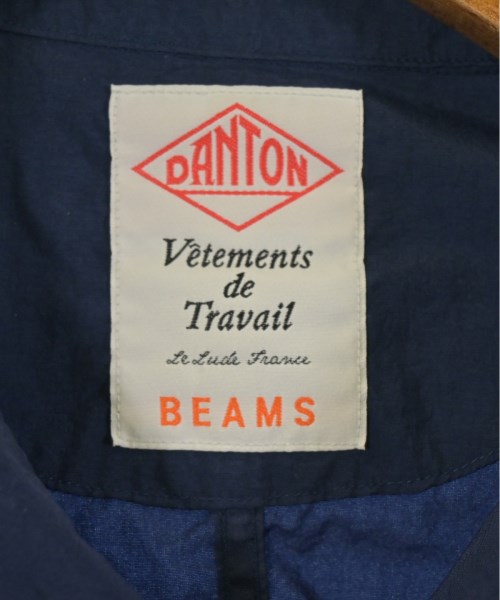 DANTON
Vêtements
de
Travail
Le Lude France
BEAMS